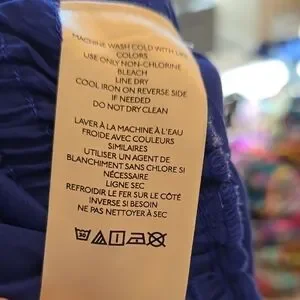 MACHINE WASH COLD WITH LIKE
COLORS
USE ONLY NON-CHLORINE
BLEACH
LINE DRY
COOL IRON ON REVERSE SIDE
IF NEEDED
DO NOT DRY CLEAN
LAVER À LA MACHINE À L'EAU
FROIDE AVEC COULEURS
SIMILAIRES
UTILISER UN AGENT DE
BLANCHIMENT SANS CHLORE SI
NÉCESSAIRE
LIGNE SEC
REFROIDIR LE FER SUR LE CÔTÉ
INVERSE SI BESOIN
NE PAS NETTOYER À SEC